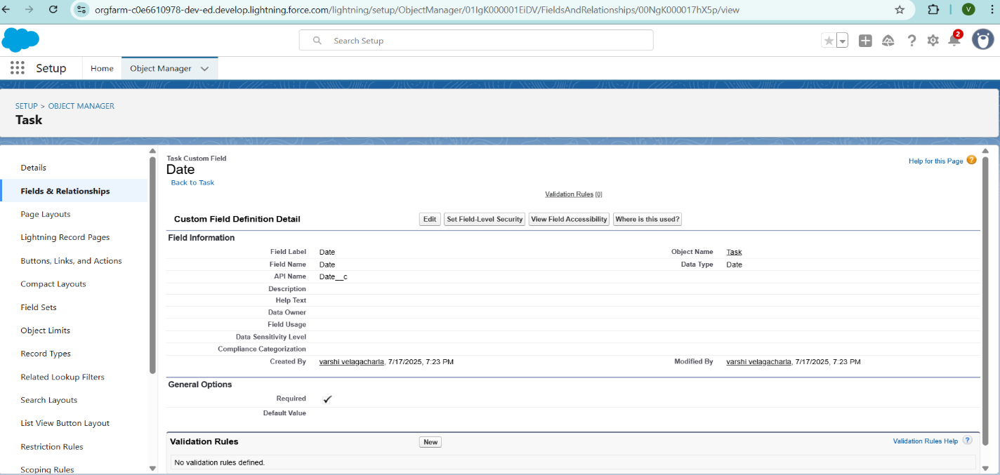 orgfarm-c0e6610978-dev-ed.develop.lightning.force.com/lightning/setup/ObjectManager/01IgK000001EiDV/FieldsAndRelationships/00NgK000017hX5p/view
V
Search Setup
2
Setup
Home
Object Manager
SETUP > OBJECT MANAGER
Task
Details
Fields & Relationships
Page Layouts
Lightning Record Pages
Buttons, Links, and Actions
Compact Layouts
Field Sets
Object Limits
Record Types
Related Lookup Filters
Search Layouts
List View Button Layout
Restriction Rules
Scoping Rules
Task Custom Field
Date
Back to Task
Help for this Page
Validation Rules [0]
Custom Field Definition Detail
Edit Set Field-Level Security View Field Accessibility Where is this used?
Field Information
Field Label Date Object Name Task
Field Name Date Data Type Date
API Name Date__c
Description
Help Text
Data Owner
Field Usage
Data Sensitivity Level
Compliance Categorization
Created By varshi velagacharla, 7/17/2025, 7:23 PM Modified By varshi velagacharla, 7/17/2025, 7:23 PM
General Options
Required
Default Value
Validation Rules New Validation Rules Help ?
No validation rules defined.